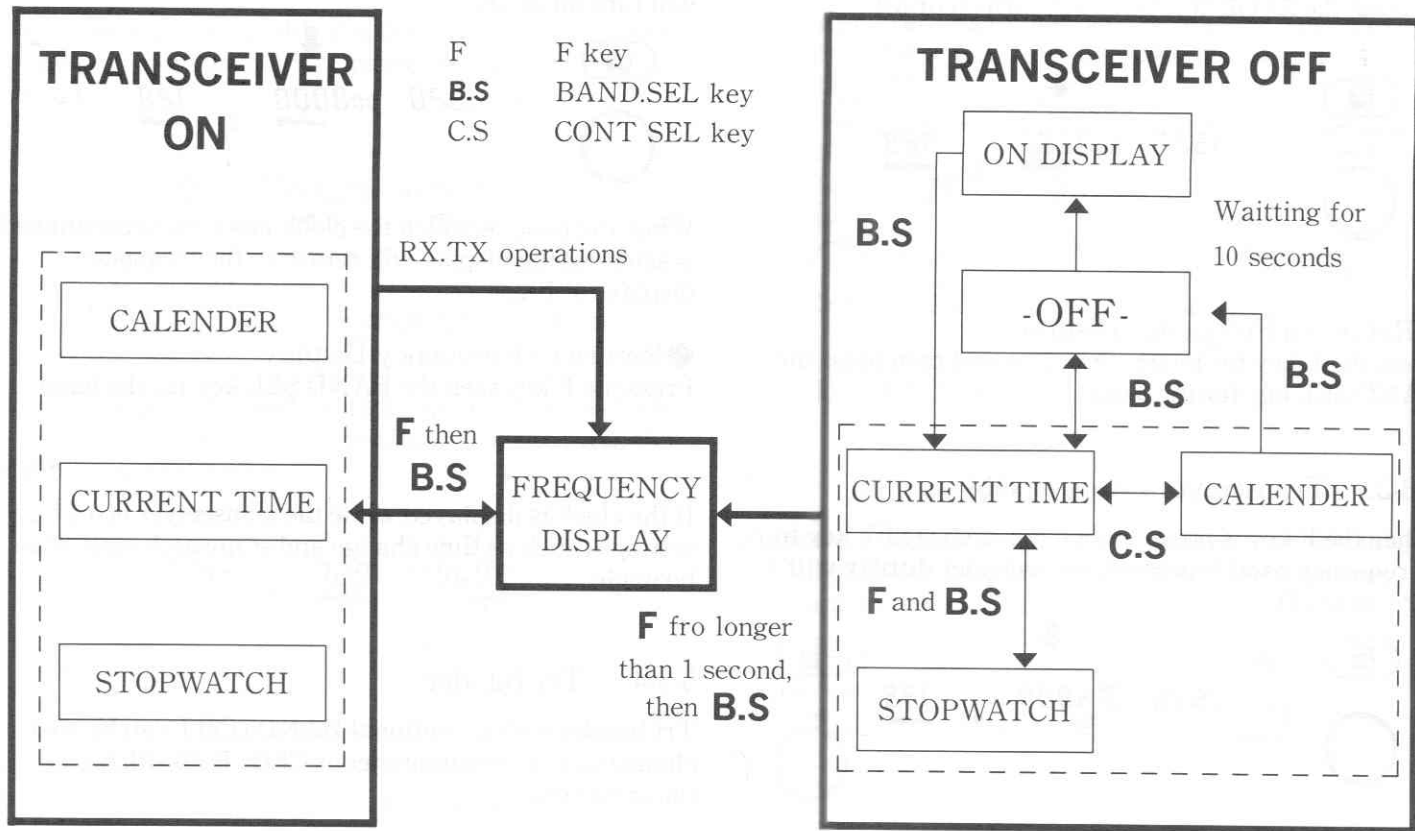 TRANSCEIVER
ON
CALENDER
CURRENT TIME
STOPWATCH
F F key
B.S BAND.SEL key
C.S CONT SEL key
RX.TX operations
F then
B.S
FREQUENCY
DISPLAY
F fro longer
than 1 second,
then B.S
TRANSCEIVER OFF
ON DISPLAY
B.S
Waitting for
10 seconds
-OFF-
B.S
B.S
CURRENT TIME
CALENDER
C.S
F and B.S
STOPWATCH